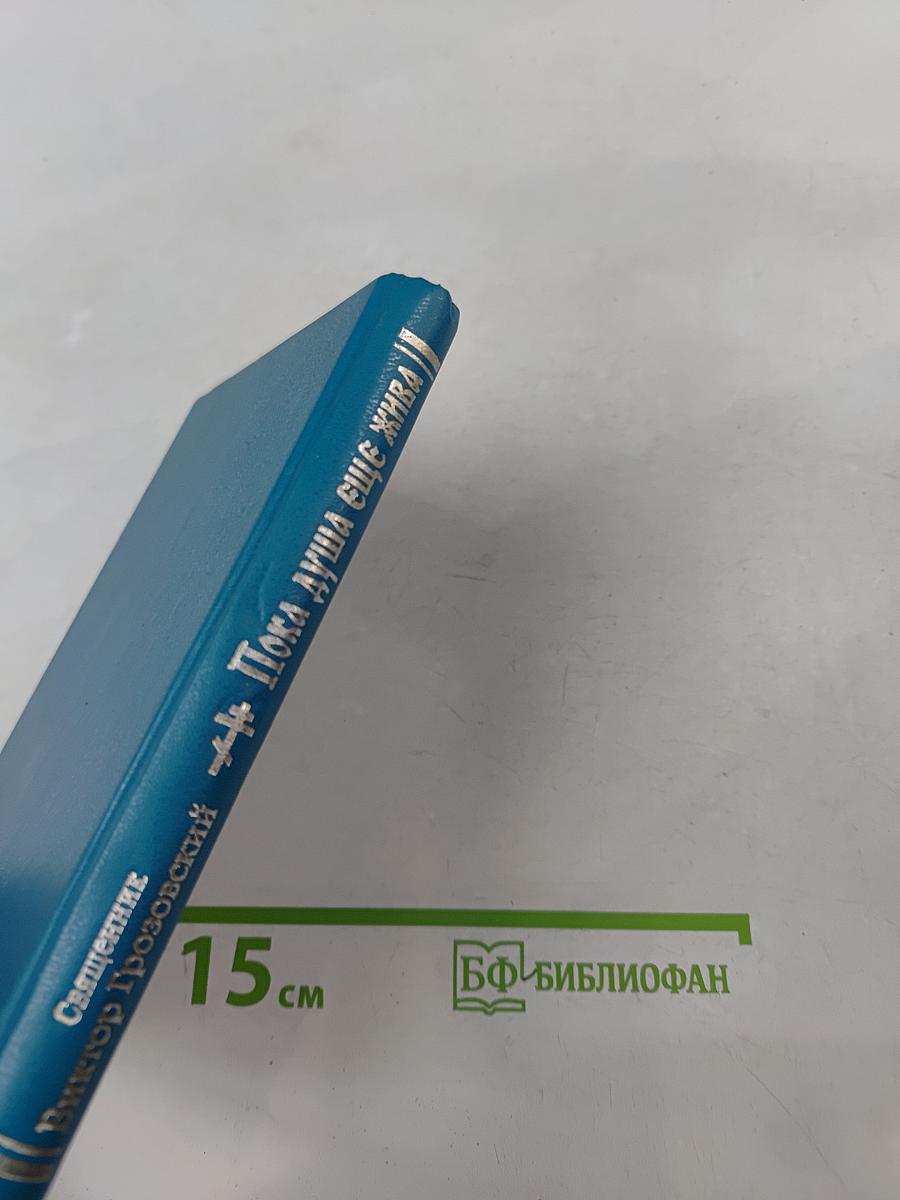 Священник
Виктор Грозовский
Пока душа еще жива
15 см
БФ БИБЛИОФАН